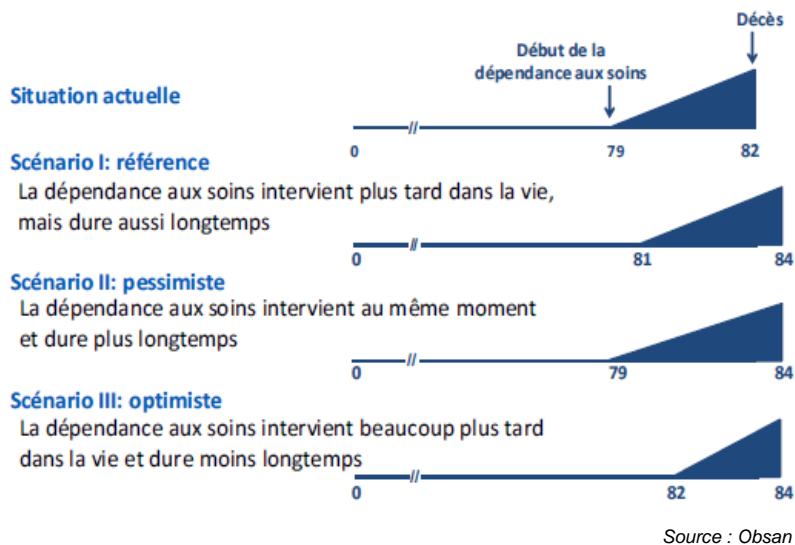 Décès
Début de la
dépendance aux soins
Situation actuelle
0 // 79 82
Scénario I: référence
La dépendance aux soins intervient plus tard dans la vie,
mais dure aussi longtemps
0 // 81 84
Scénario II: pessimiste
La dépendance aux soins intervient au même moment
et dure plus longtemps
0 // 79 84
Scénario III: optimiste
La dépendance aux soins intervient beaucoup plus tard
dans la vie et dure moins longtemps
0 // 82 84
Source : Obsan